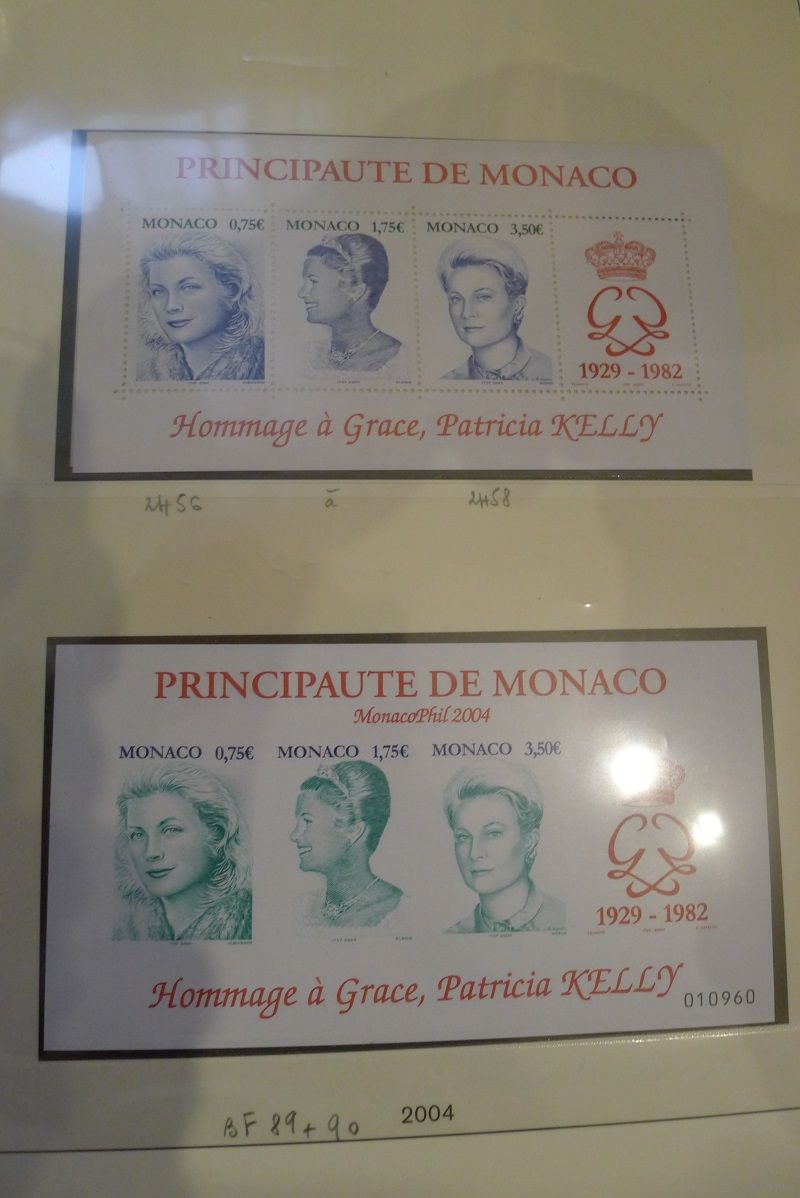 PRINCIPAUTE DE MONACO
MONACO 0,75€ MONACO 1,75€ MONACO 3,50€
1929 - 1982
Hommage à Grace, Patricia KELLY
2456 à 2458
PRINCIPAUTE DE MONACO
MonacoPhil 2004
MONACO 0,75€ MONACO 1,75€ MONACO 3,50€
1929 - 1982
Hommage à Grace, Patricia KELLY
010960
BF 89 + 90 2004